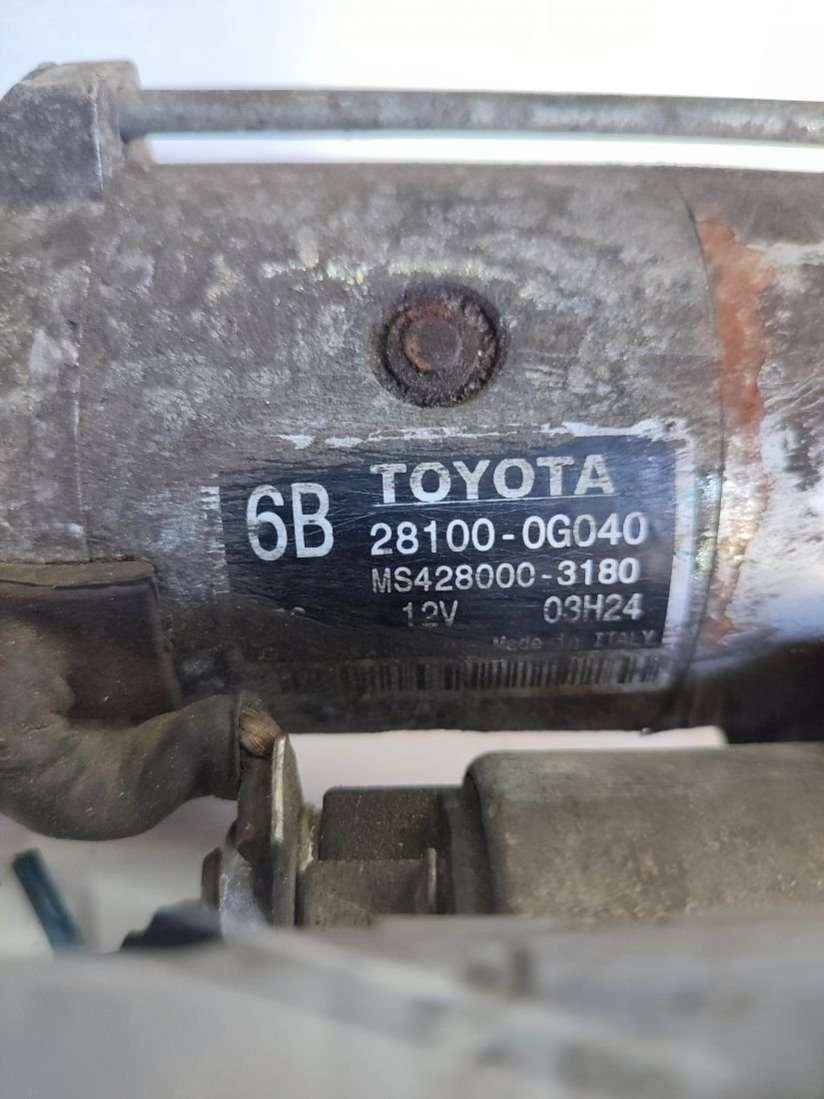 6B TOYOTA
28100-0G040
MS428000-3180
12V 03H24
Made in ITALY